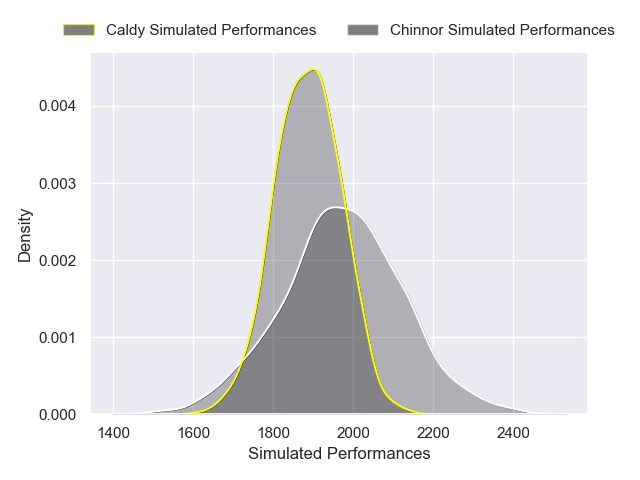 Caldy Simulated Performances Chinnor Simulated Performances
0.004
0.003
0.002
0.001
0.000
Density
1400 1600 1800 2000 2200 2400
Simulated Performances